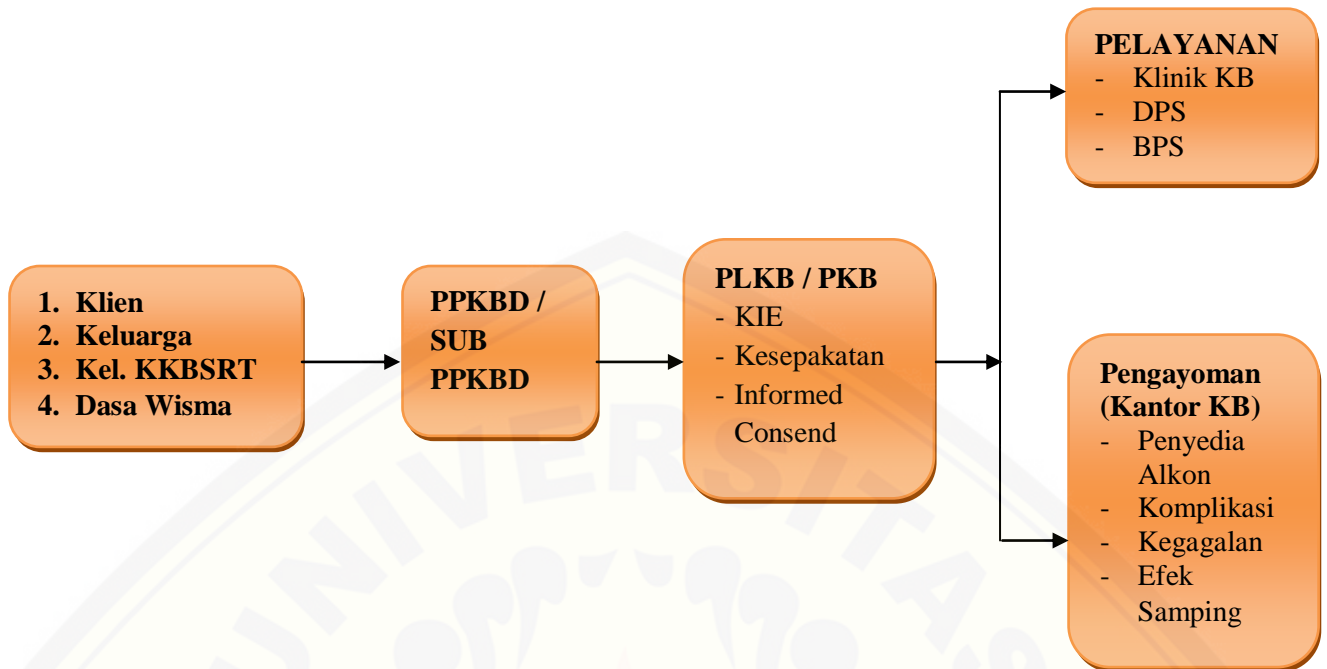 1. Klien
2. Keluarga
3. Kel. KKBSRT
4. Dasa Wisma
PPKBD /
SUB
PPKBD
PLKB / PKB
- KIE
- Kesepakatan
- Informed
Consend
PELAYANAN
- Klinik KB
- DPS
- BPS
Pengayoman
(Kantor KB)
- Penyedia
Alkon
- Komplikasi
- Kegagalan
- Efek
Samping
UNIVERSITAS